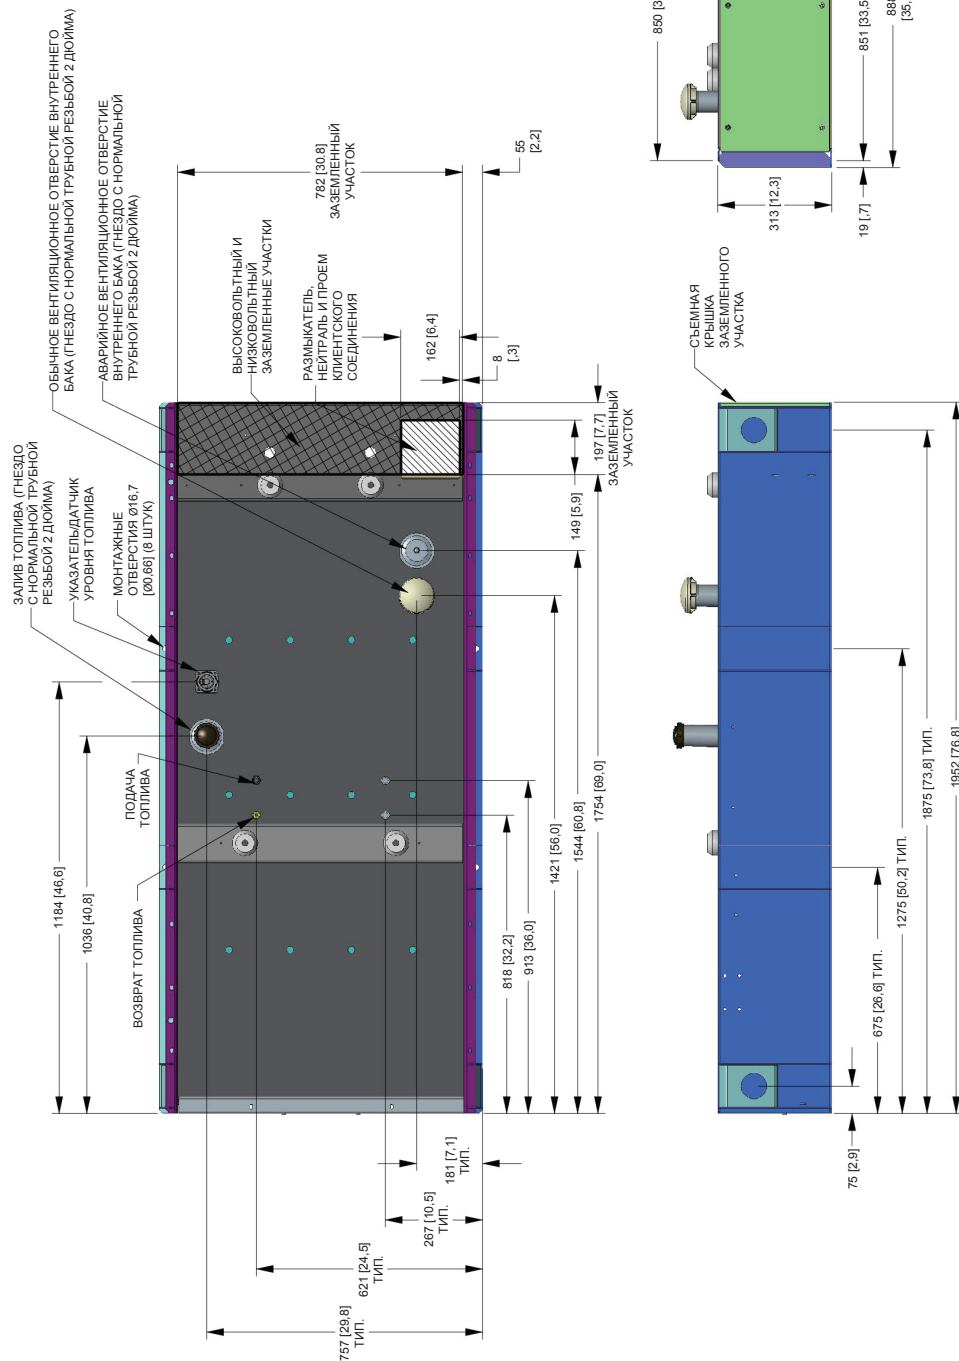 ОБЫЧНОЕ ВЕНТИЛЯЦИОННОЕ ОТВЕРСТИЕ ВНУТРЕННЕГО
БАКА (ГНЕЗДО С НОРМАЛЬНОЙ ТРУБНОЙ РЕЗЬБОЙ 2 ДЮЙМА)
АВАРИЙНОЕ ВЕНТИЛЯЦИОННОЕ ОТВЕРСТИЕ
ВНУТРЕННЕГО БАКА (ГНЕЗДО С НОРМАЛЬНОЙ
ТРУБНОЙ РЕЗЬБОЙ 2 ДЮЙМА)
ЗАЛИВ ТОПЛИВА (ГНЕЗДО
С НОРМАЛЬНОЙ ТРУБНОЙ
РЕЗЬБОЙ 2 ДЮЙМА)
УКАЗАТЕЛЬ/ДАТЧИК
УРОВНЯ ТОПЛИВА
МОНТАЖНЫЕ
ОТВЕРСТИЯ Ø16,7
[Ø0,66] (8 ШТУК)
ПОДАЧА
ТОПЛИВА
ВОЗВРАТ ТОПЛИВА
1184 [46,6]
1036 [40,8]
ВЫСОКОВОЛЬТНЫЙ И
НИЗКОВОЛЬТНЫЙ
ЗАЗЕМЛЕННЫЕ УЧАСТКИ
РАЗМЫКАТЕЛЬ,
НЕЙТРАЛЬ И ПРОЕМ
КЛИЕНТСКОГО
СОЕДИНЕНИЯ
782 [30.8]
ЗАЗЕМЛЕННЫЙ
УЧАСТОК
55
[2,2]
162 [6,4]
8
[,3]
197 [7,7]
ЗАЗЕМЛЕННЫЙ
УЧАСТОК
149 [5,9]
1754 [69,0]
1544 [60,8]
1421 [56,0]
913 [36,0]
818 [32,2]
181 [7,1]
ТИП.
267 [10,5]
ТИП.
621 [24,5]
ТИП.
757 [29,8]
ТИП.
СЪЕМНАЯ
КРЫШКА
ЗАЗЕМЛЕННОГО
УЧАСТКА
75 [2,9]
675 [26,6] ТИП.
1275 [50,2] ТИП.
1875 [73,8] ТИП.
1952 [76,8]
850 [3
313 [12,3]
19 [,7]
851 [33,5
888
[35,